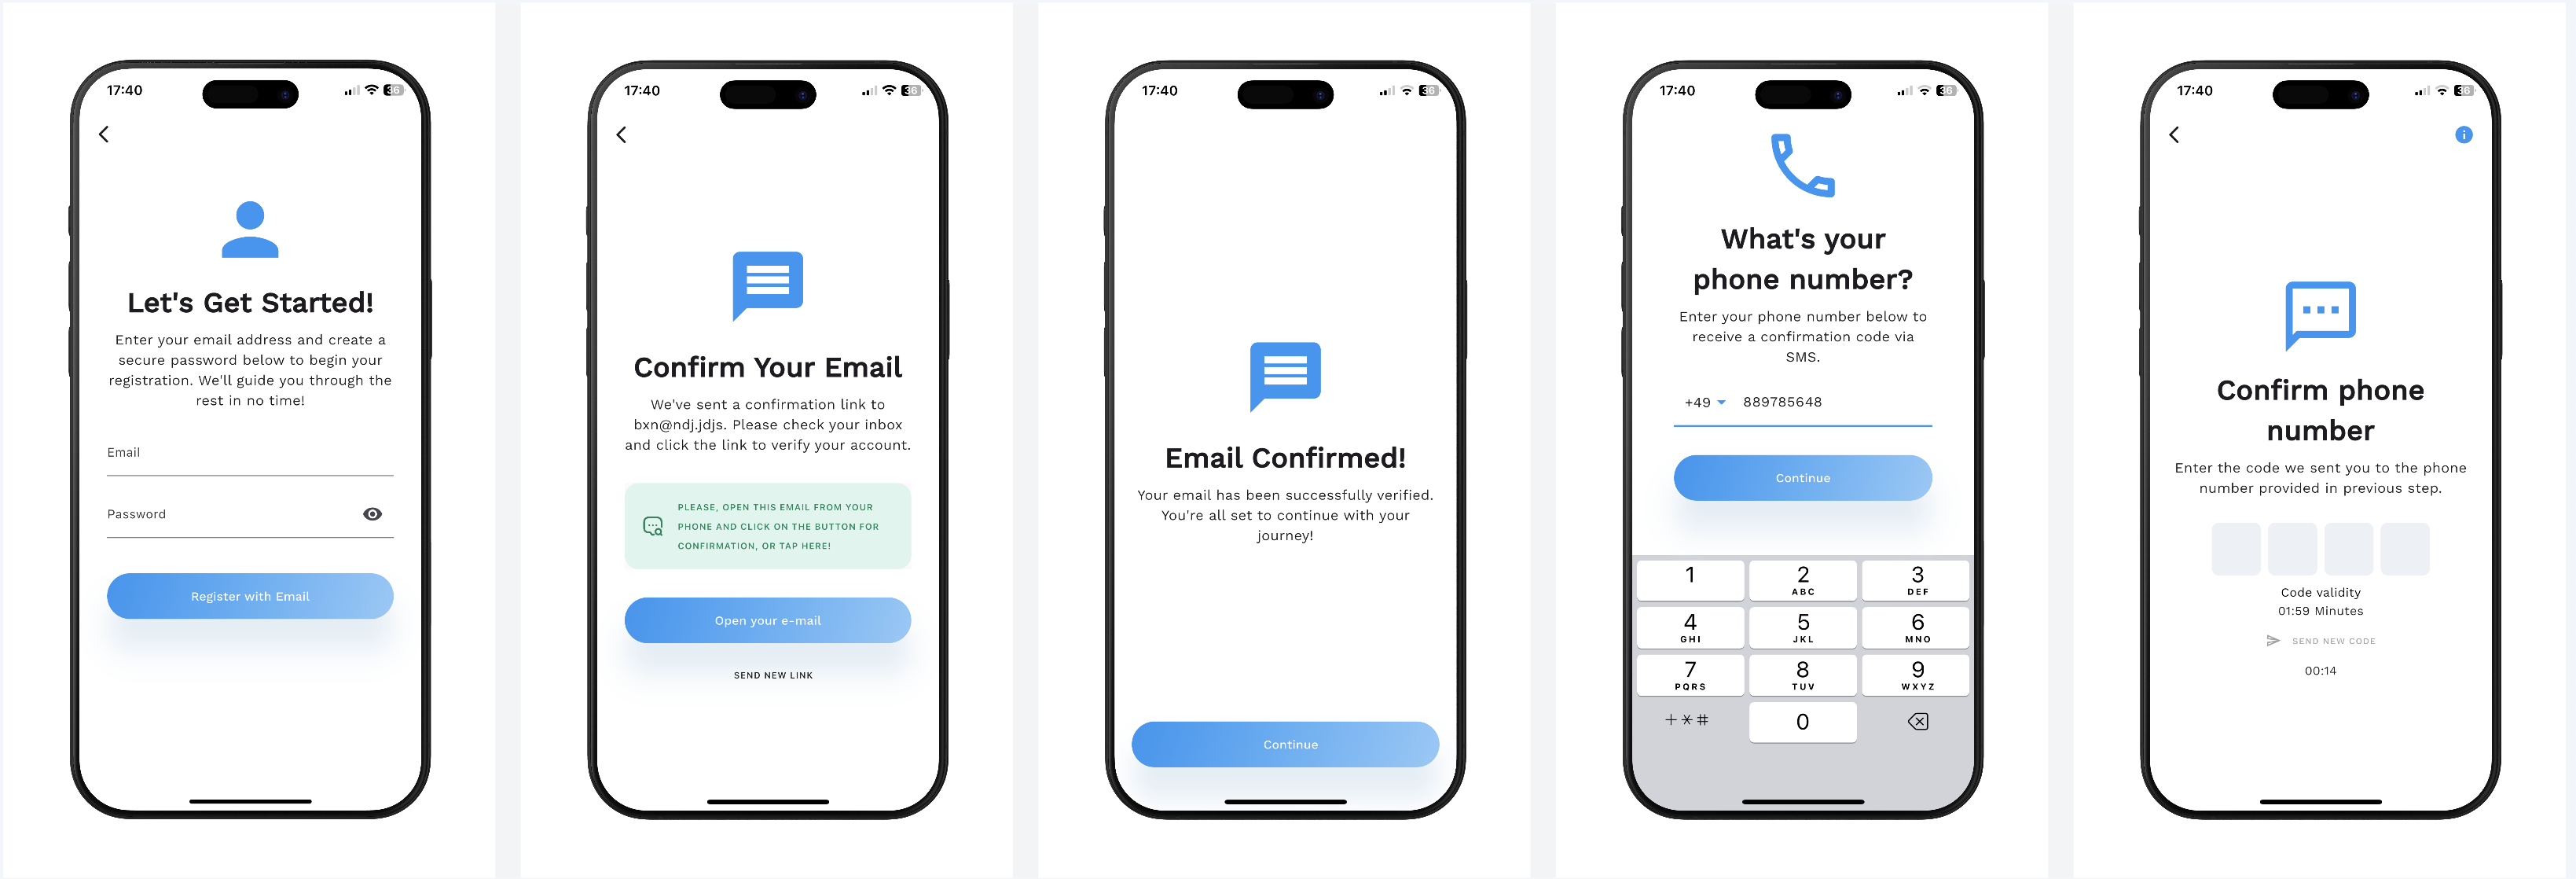 17:40
36
Let's Get Started!
Enter your email address and create a
secure password below to begin your
registration. We'll guide you through the
rest in no time!
Email
Password
Register with Email
17:40
36
Confirm Your Email
We've sent a confirmation link to
bxn@ndj.jdjs. Please check your inbox
and click the link to verify your account.
PLEASE, OPEN THIS EMAIL FROM YOUR
PHONE AND CLICK ON THE BUTTON FOR
CONFIRMATION, OR TAP HERE!
Open your e-mail
SEND NEW LINK
17:40
36
Email Confirmed!
Your email has been successfully verified.
You're all set to continue with your
journey!
Continue
17:40
36
What's your
phone number?
Enter your phone number below to
receive a confirmation code via
SMS.
+49 889785648
Continue
1 2 3
ABC DEF
4 5 6
GHI JKL MNO
7 8 9
PQRS TUV WXYZ
+*# 0
17:40
36
Confirm phone
number
Enter the code we sent you to the phone
number provided in previous step.
Code validity
01:59 Minutes
SEND NEW CODE
00:14